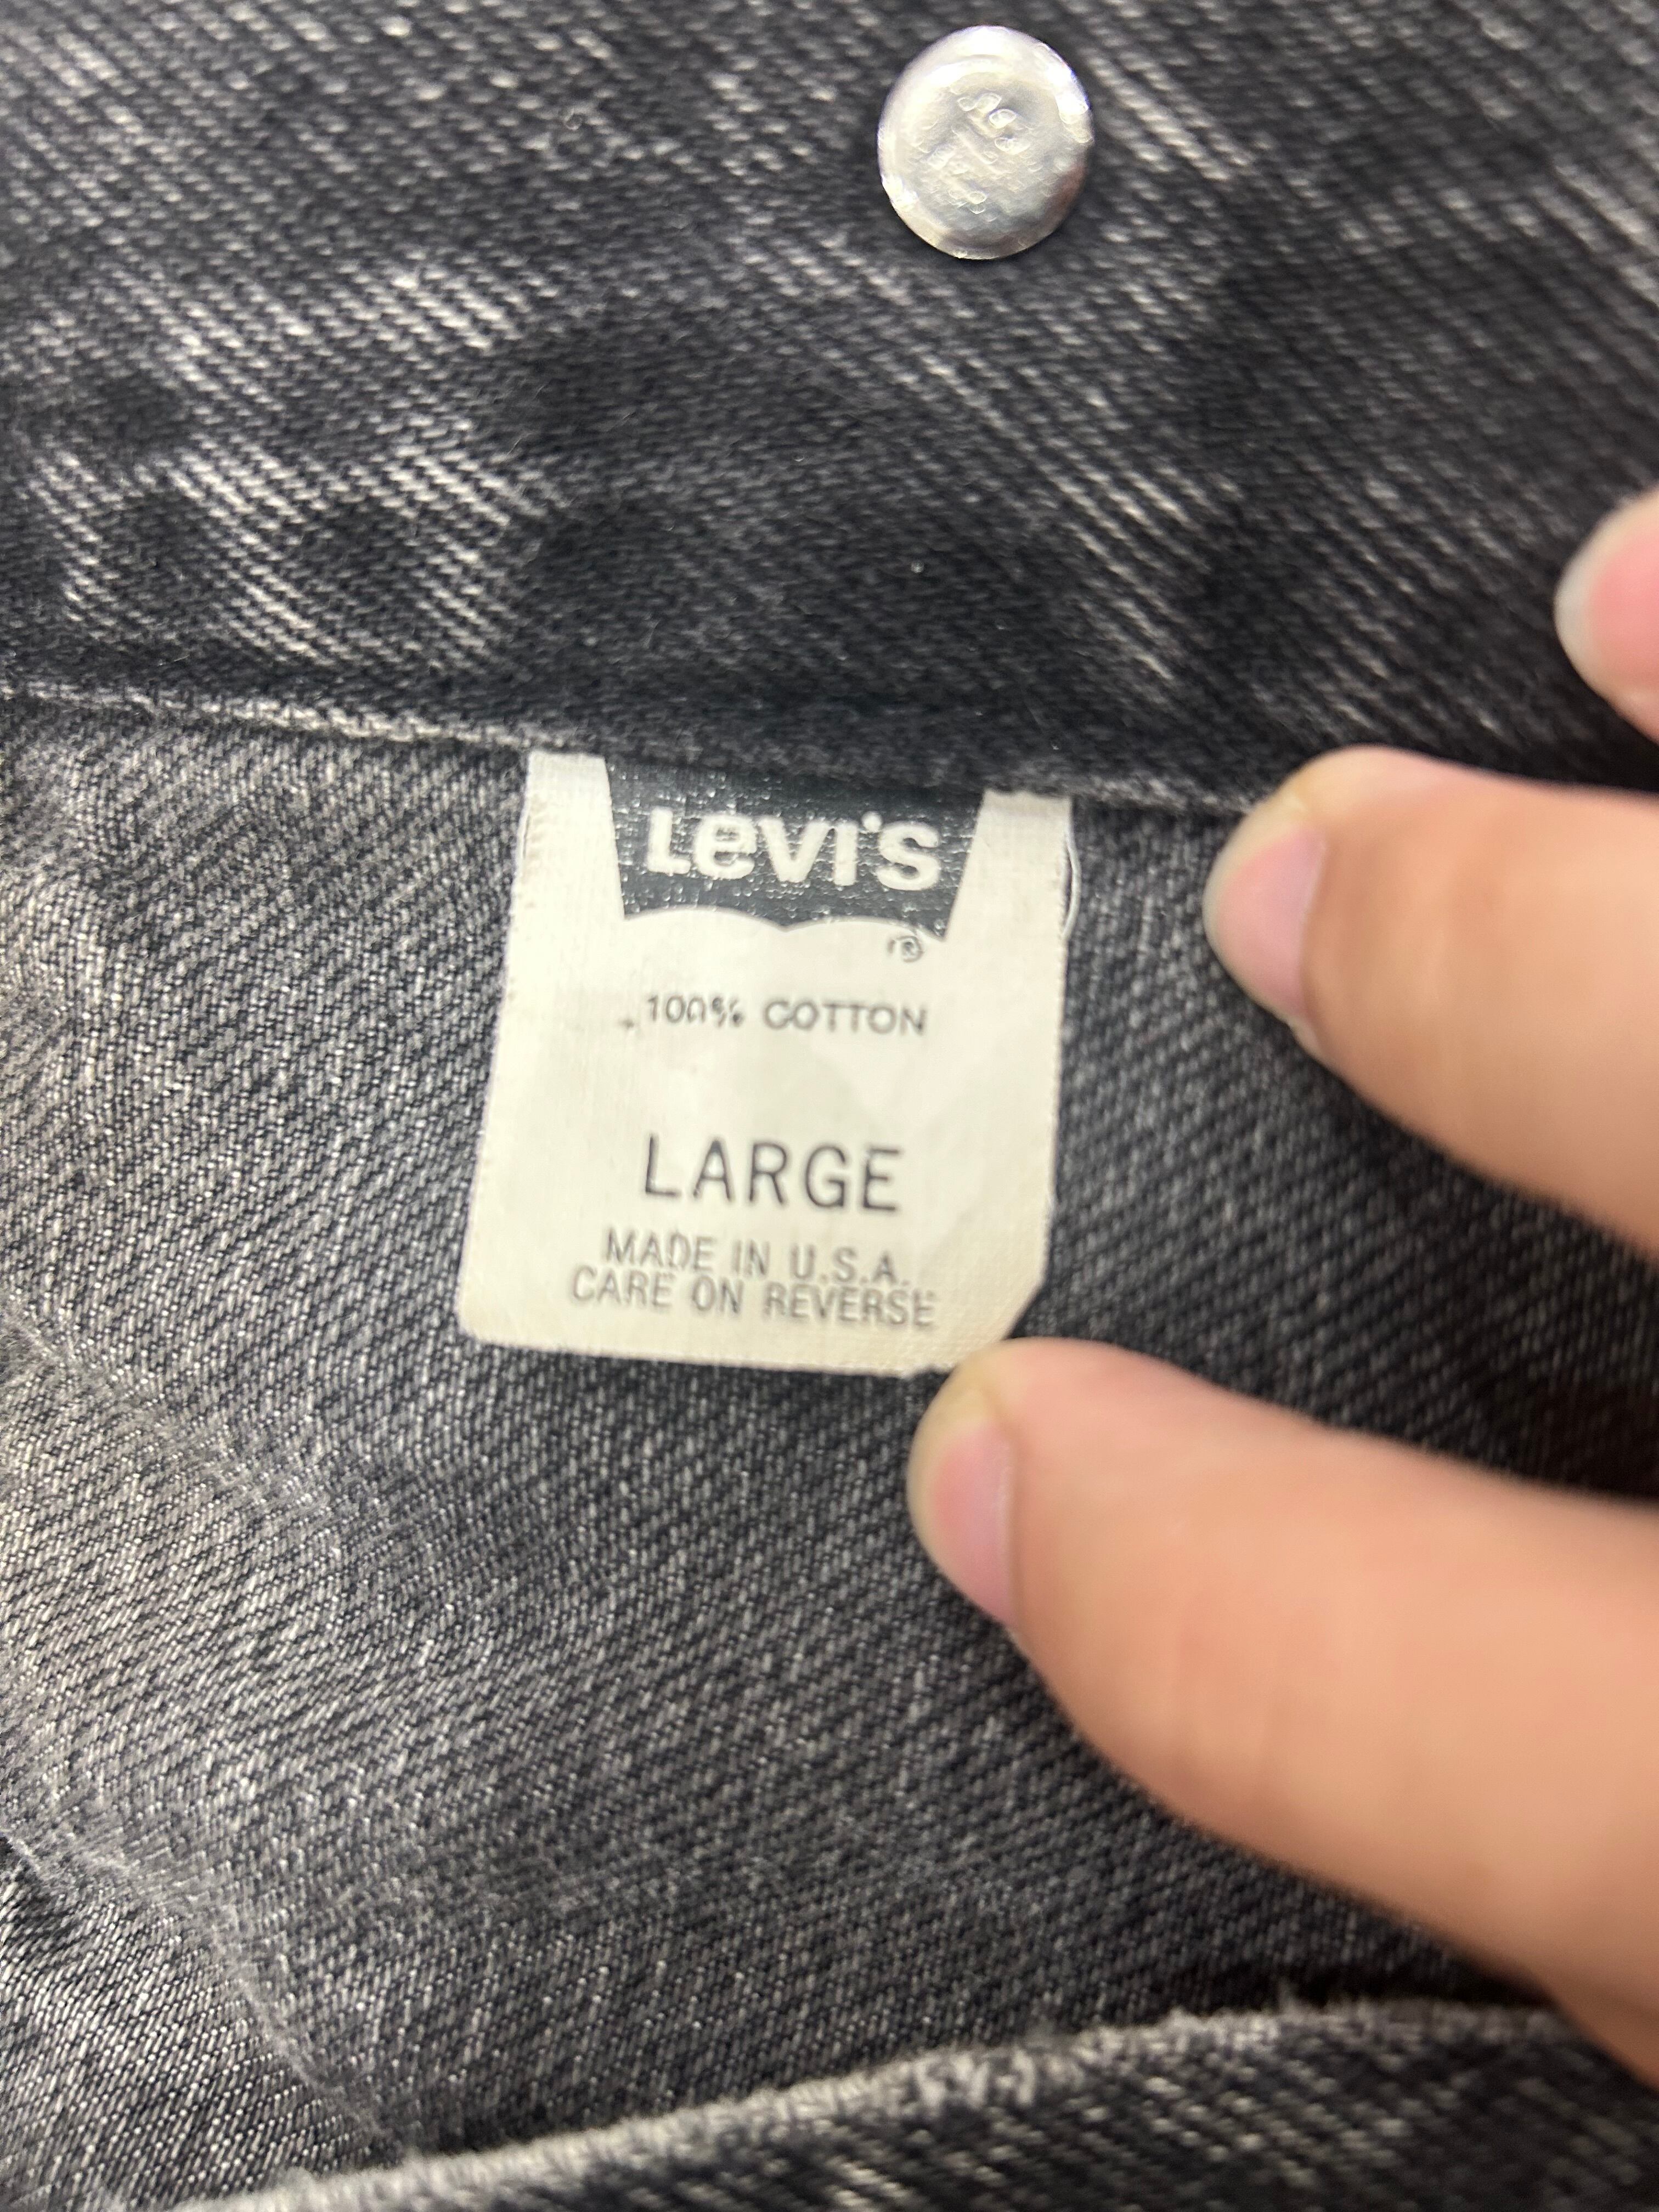 Levi's
®
100% COTTON
LARGE
MADE IN U.S.A.
CARE ON REVERSE